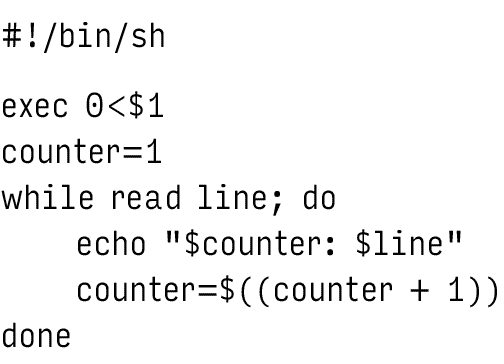 #!/bin/sh
exec 0<$1
counter=1
while read line; do
    echo "$counter: $line"
    counter=$((counter + 1))
done